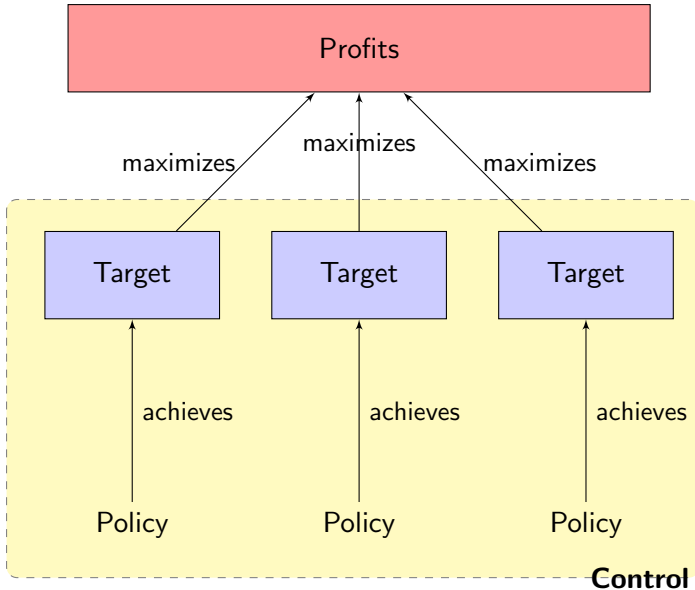 Profits
maximizes
maximizes
maximizes
Target
Target
Target
achieves
achieves
achieves
Policy
Policy
Policy
Control